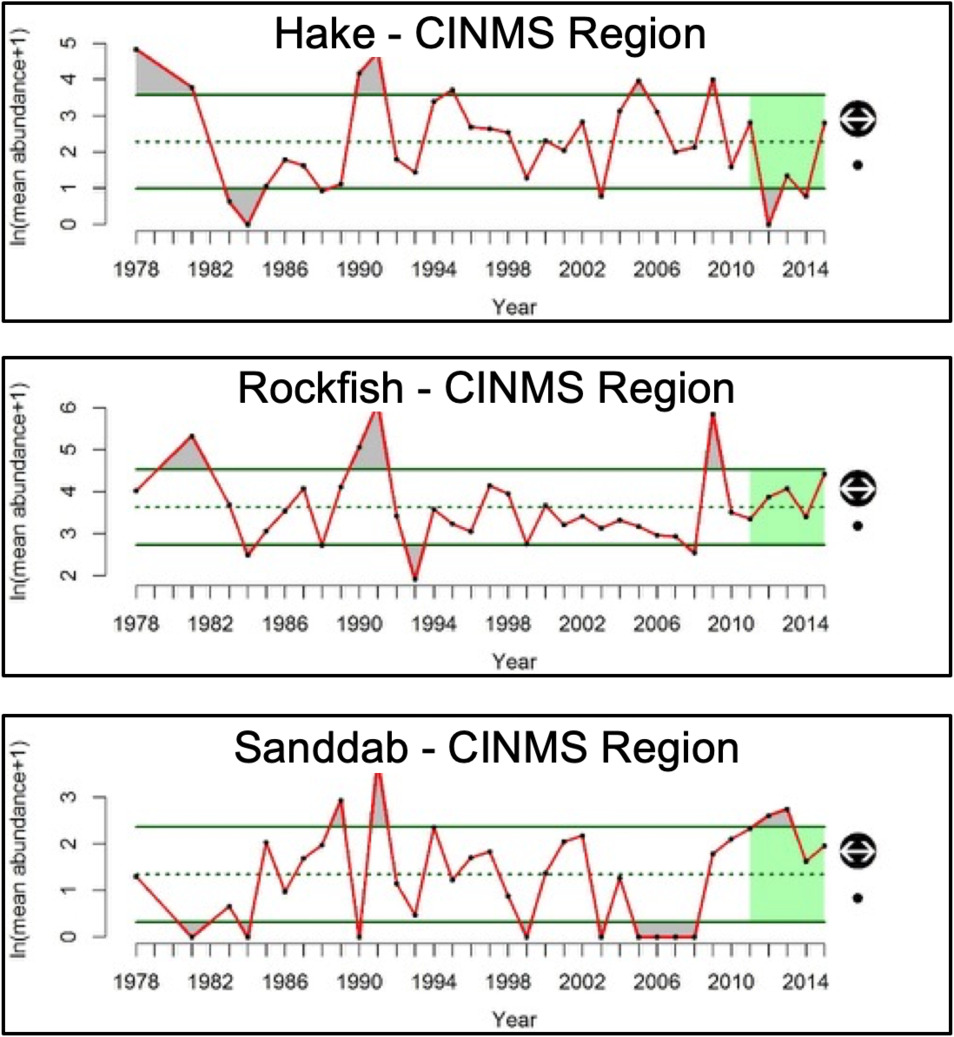 Hake - CINMS Region
ln(mean abundance+1)
5
4
3
2
1
0
1978 1982 1986 1990 1994 1998 2002 2006 2010 2014
Year
Rockfish - CINMS Region
ln(mean abundance+1)
6
5
4
3
2
1978 1982 1986 1990 1994 1998 2002 2006 2010 2014
Year
Sanddab - CINMS Region
ln(mean abundance+1)
3
2
1
0
1978 1982 1986 1990 1994 1998 2002 2006 2010 2014
Year